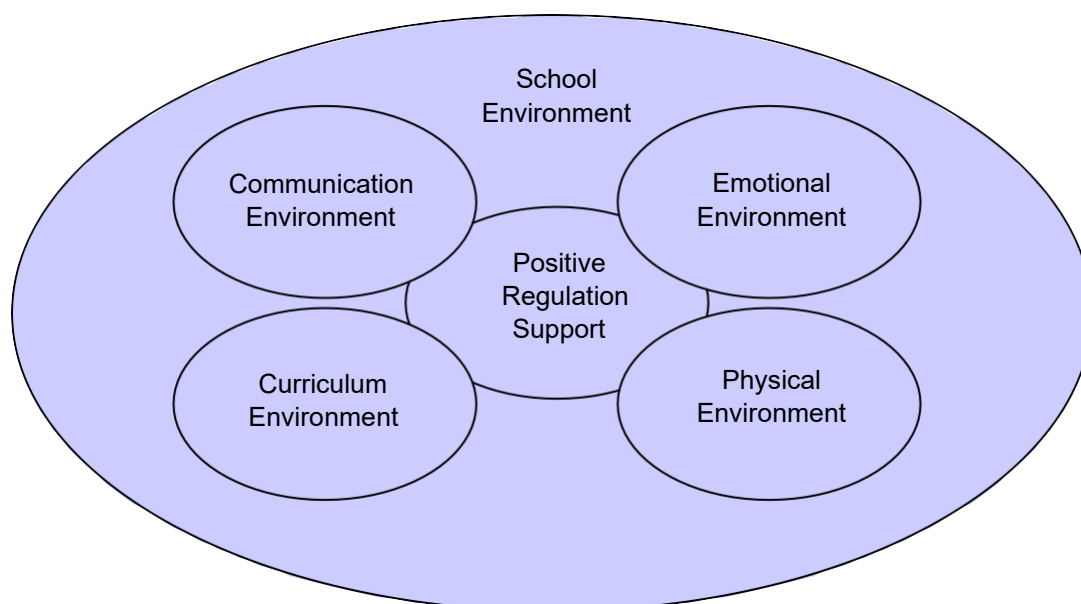 School
Environment
Communication
Environment
Emotional
Environment
Positive
Regulation
Support
Curriculum
Environment
Physical
Environment